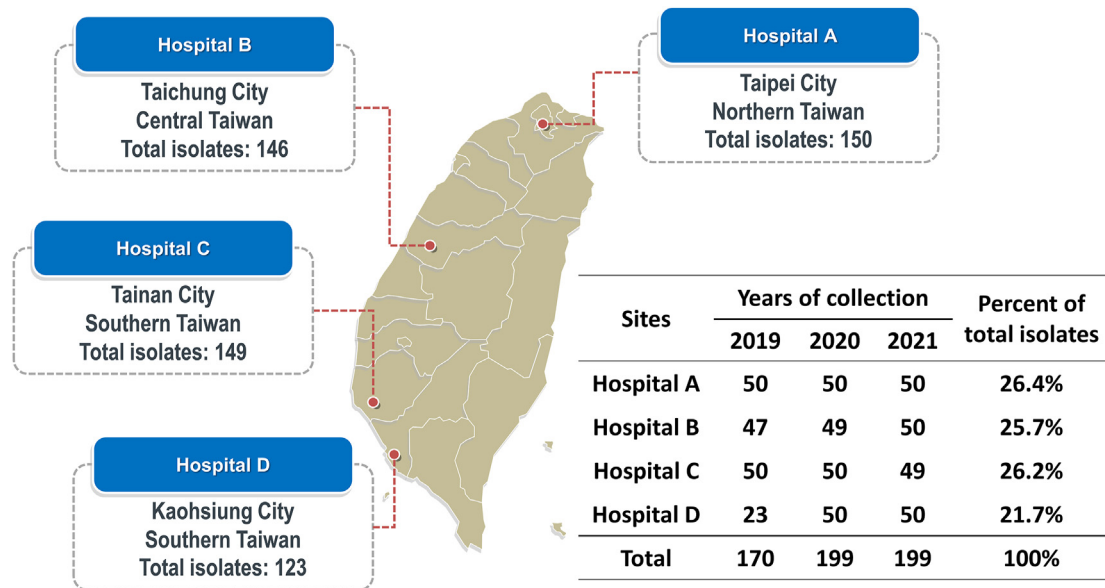 Hospital B
Taichung City
Central Taiwan
Total isolates: 146
Hospital A
Taipei City
Northern Taiwan
Total isolates: 150
Hospital C
Tainan City
Southern Taiwan
Total isolates: 149
Hospital D
Kaohsiung City
Southern Taiwan
Total isolates: 123
Sites Years of collection Percent of total isolates
2019 2020 2021
Hospital A 50 50 50 26.4%
Hospital B 47 49 50 25.7%
Hospital C 50 50 49 26.2%
Hospital D 23 50 50 21.7%
Total 170 199 199 100%